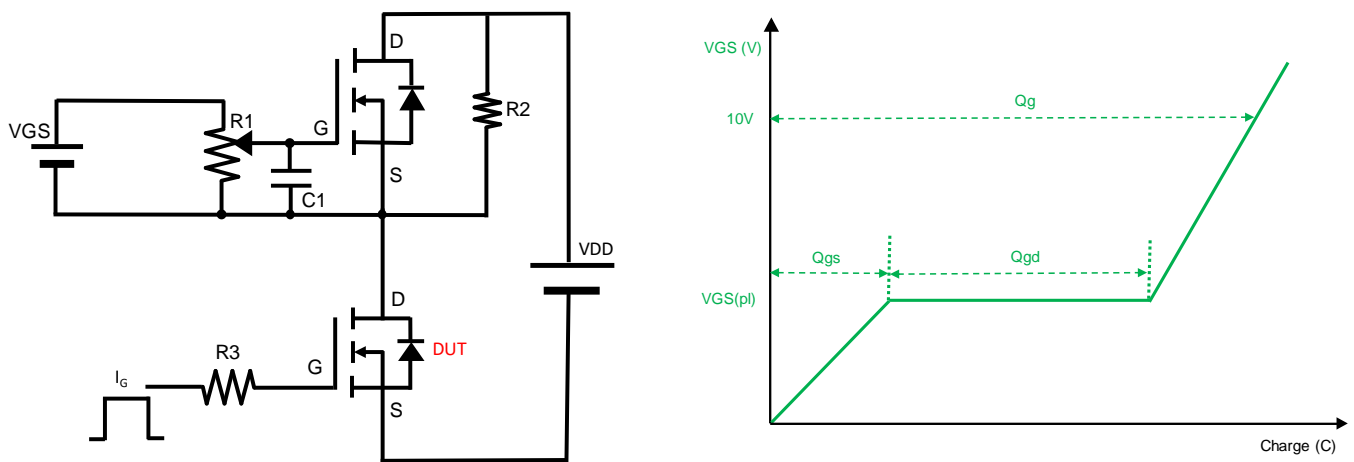 D
R1
VGS
G
R2
C1
S
VDD
D
R3
G
DUT
IG
S
VGS (V)
Qg
10V
Qgs
Qgd
VGS(pl)
Charge (C)